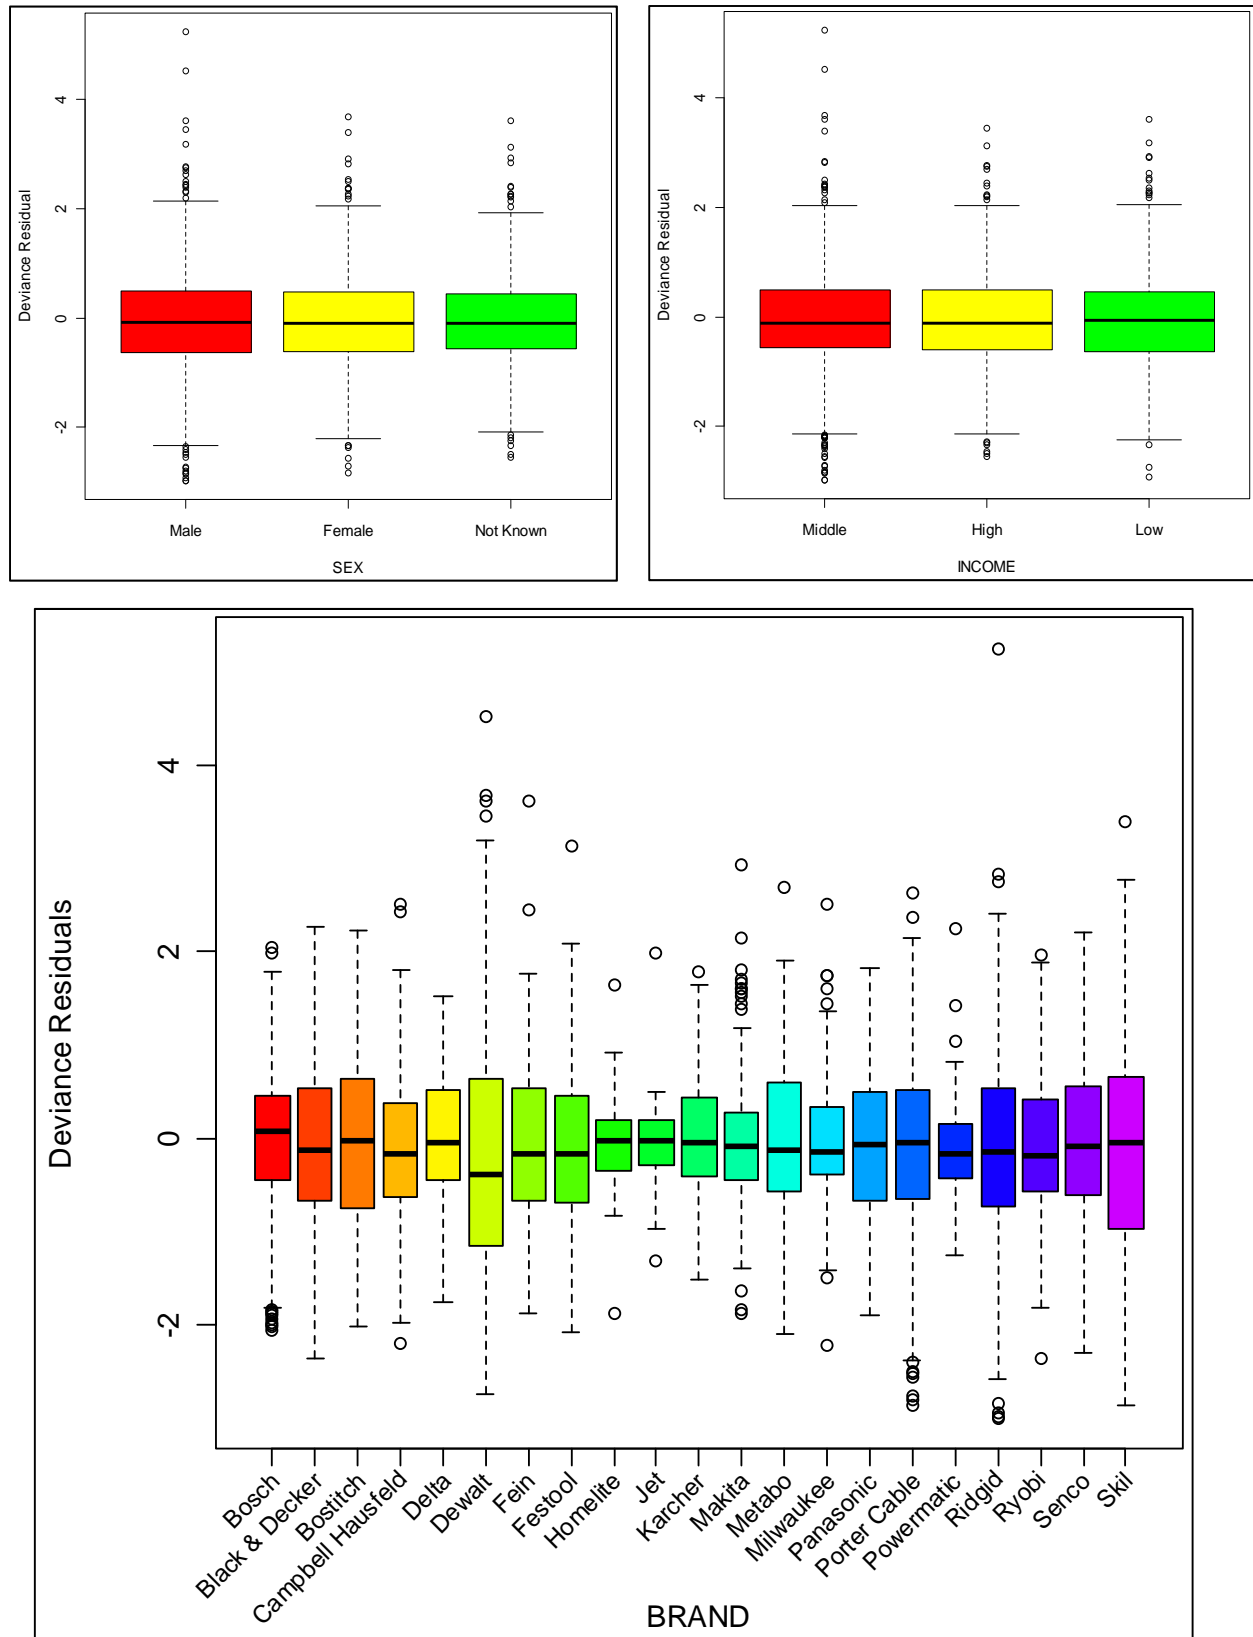 Deviance Residual
4
2
0
-2
Male Female Not Known
SEX
Deviance Residual
4
2
0
-2
Middle High Low
INCOME
Deviance Residuals
4
2
0
-2
Bosch
Black & Decker
Bostitch
Campbell Hausfeld
Delta
Dewalt
Fein
Festool
Homelite
Jet
Karcher
Makita
Metabo
Milwaukee
Panasonic
Porter Cable
Powermatic
Ridgid
Ryobi
Senco
Skil
BRAND